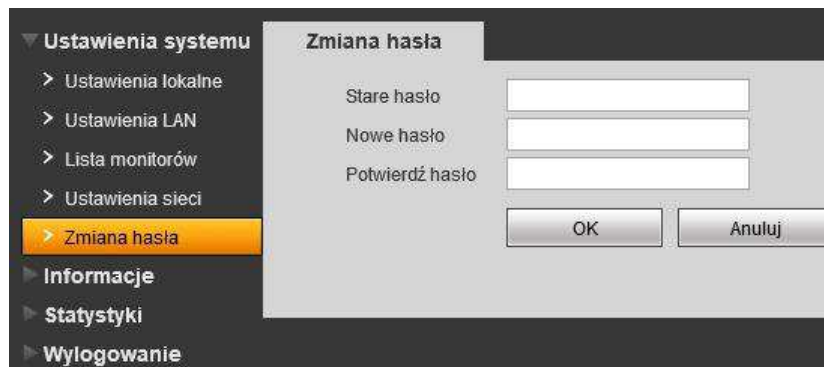 Ustawienia systemu
Ustawienia lokalne
Ustawienia LAN
Lista monitorów
Ustawienia sieci
Zmiana hasła
Informacje
Statystyki
Wylogowanie
Zmiana hasła
Stare hasło
Nowe hasło
Potwierdź hasło
OK
Anuluj